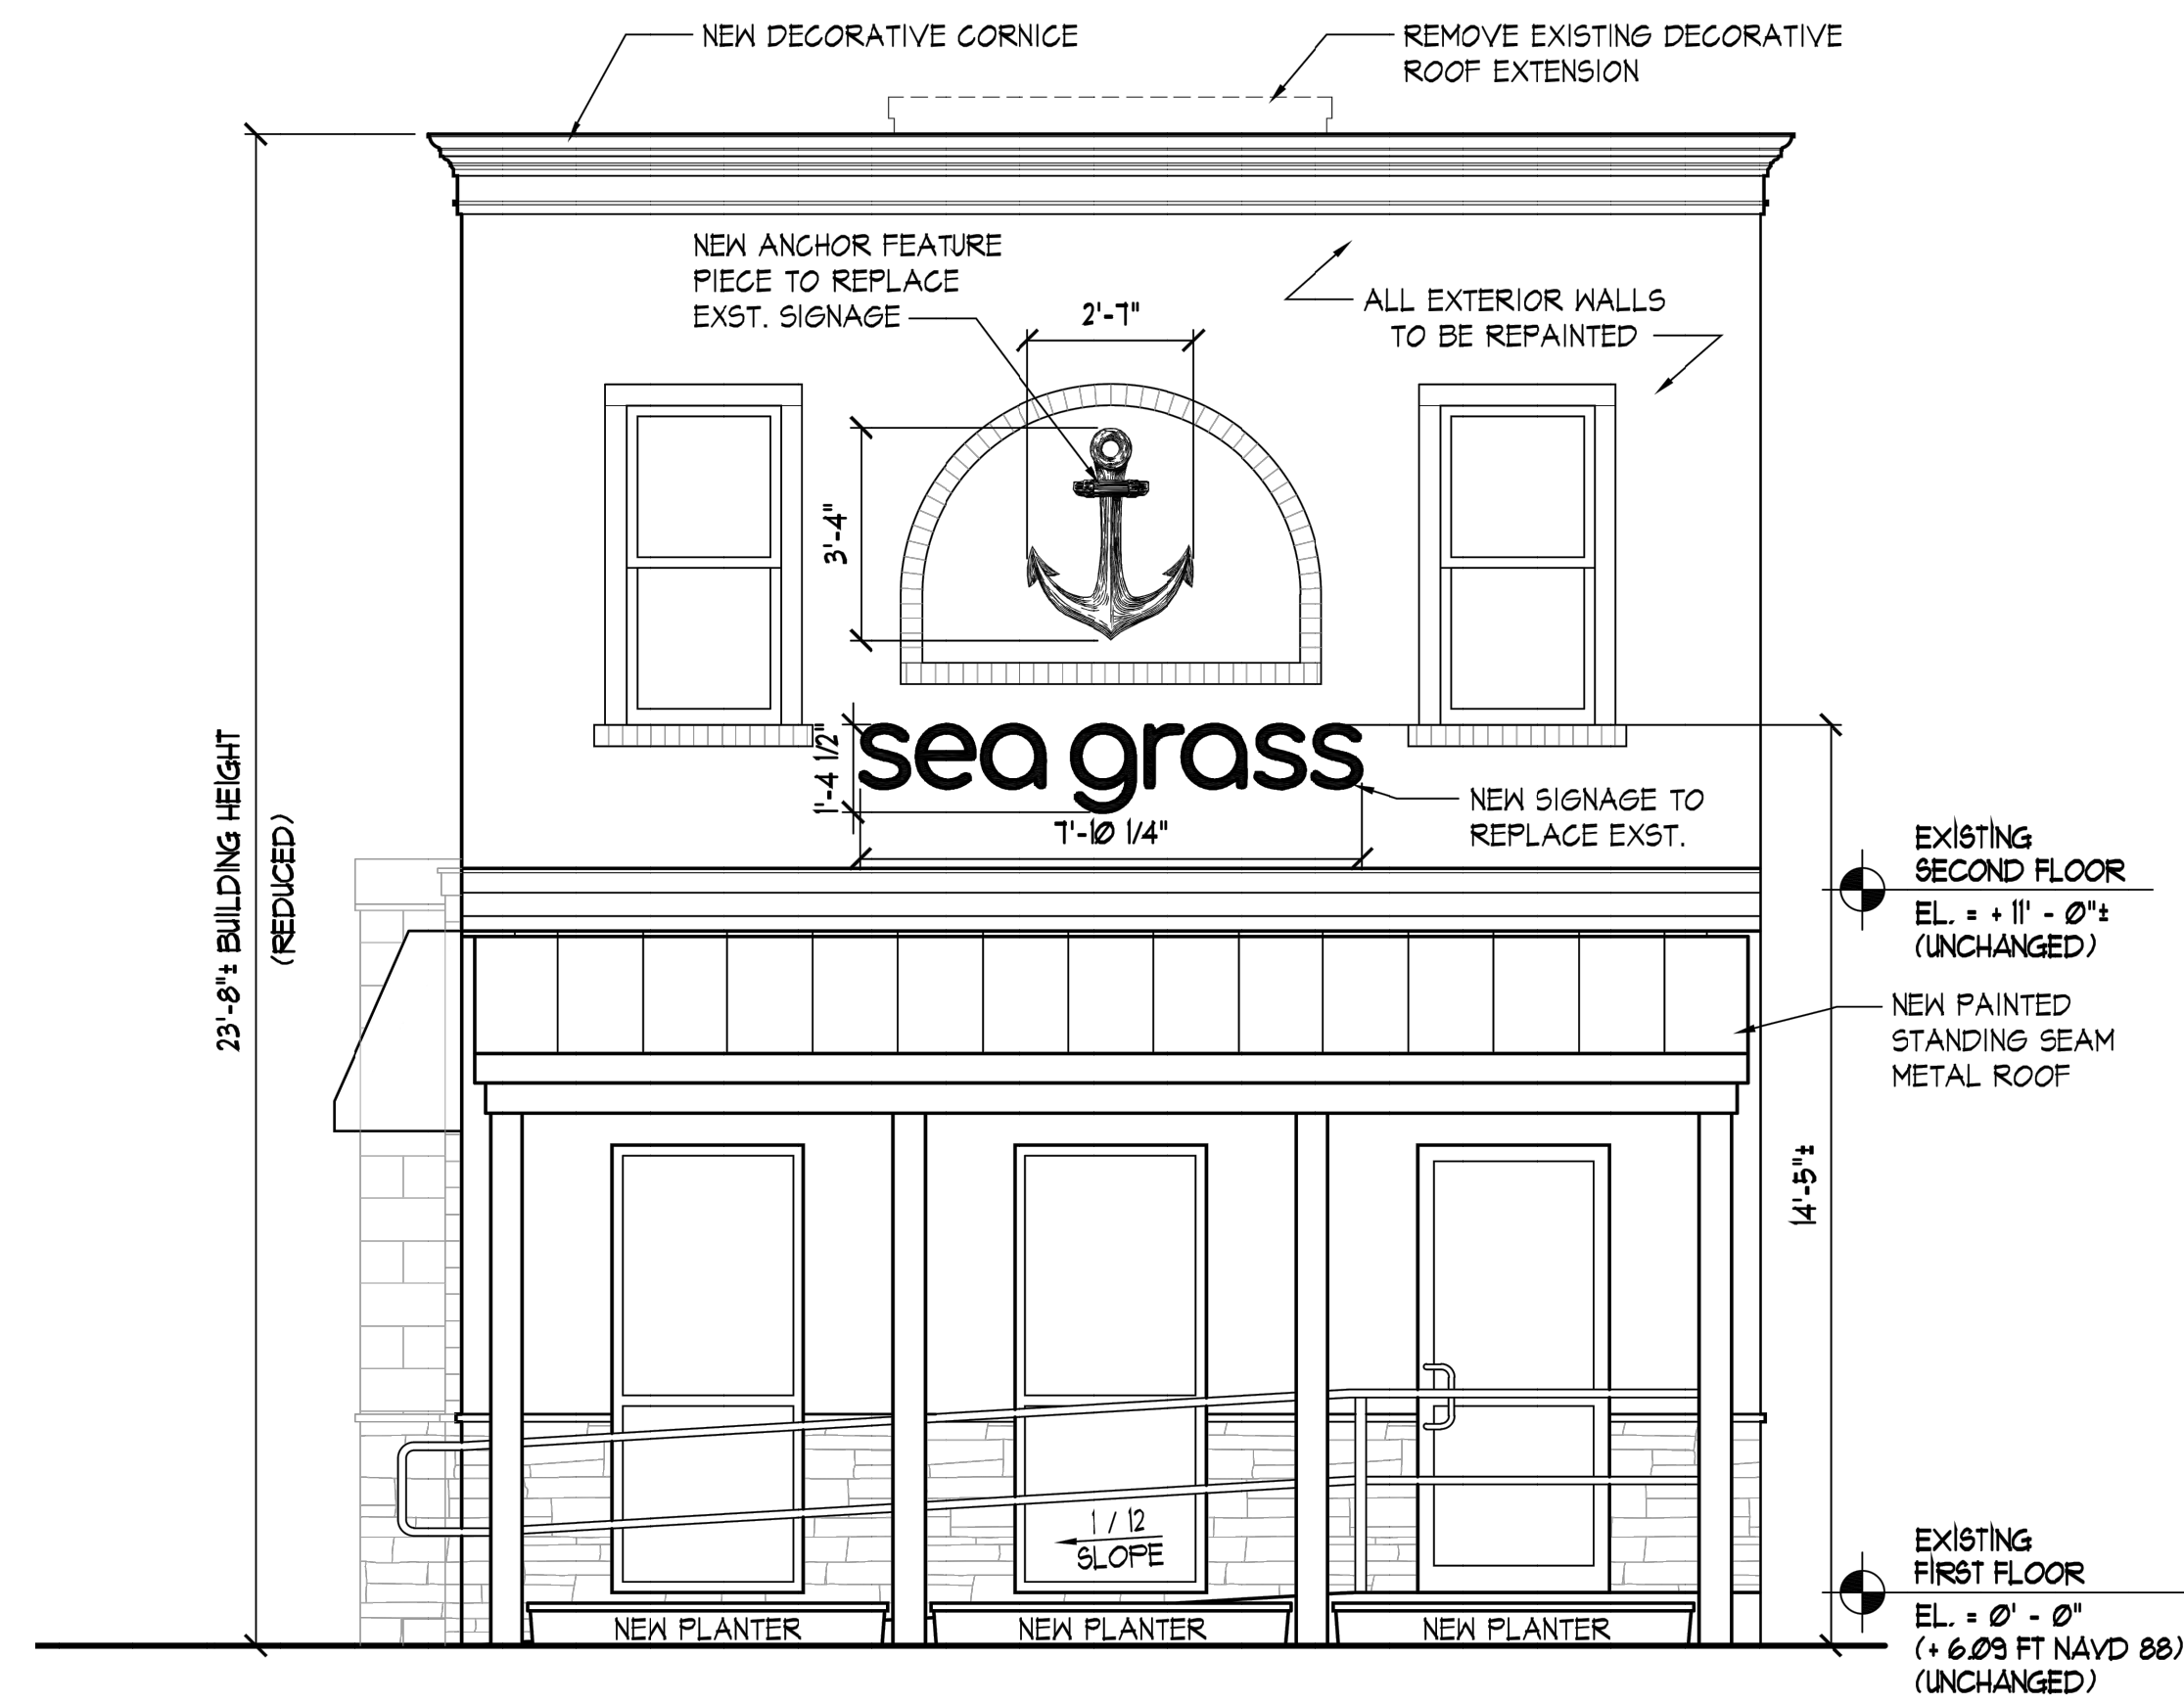 NEW DECORATIVE CORNICE
REMOVE EXISTING DECORATIVE
ROOF EXTENSION
NEW ANCHOR FEATURE
PIECE TO REPLACE
EXST. SIGNAGE
2'-7"
ALL EXTERIOR WALLS
TO BE REPAINTED
3'-4"
23'-8"± BUILDING HEIGHT
(REDUCED)
1'-4 1/2"
sea grass
7'-10 1/4"
NEW SIGNAGE TO
REPLACE EXST.
EXISTING
SECOND FLOOR
EL. = + 11' - 0"±
(UNCHANGED)
NEW PAINTED
STANDING SEAM
METAL ROOF
14'-5"±
1 / 12
SLOPE
EXISTING
FIRST FLOOR
EL. = 0' - 0"
(+ 6.09 FT NAVD 88)
(UNCHANGED)
NEW PLANTER
NEW PLANTER
NEW PLANTER